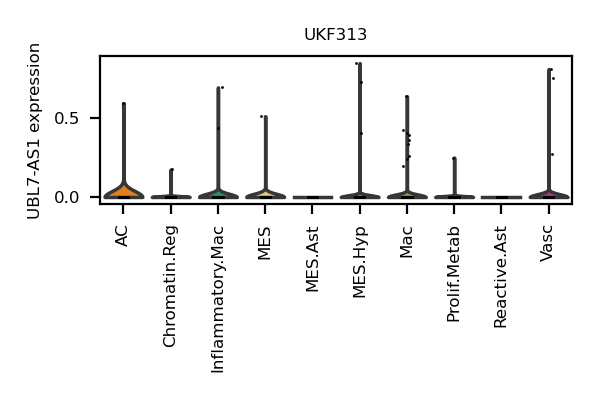 UKF313
UBL7-AS1 expression
0.5
0.0
AC
Chromatin.Reg
Inflammatory.Mac
MES
MES.Ast
MES.Hyp
Mac
Prolif.Metab
Reactive.Ast
Vasc